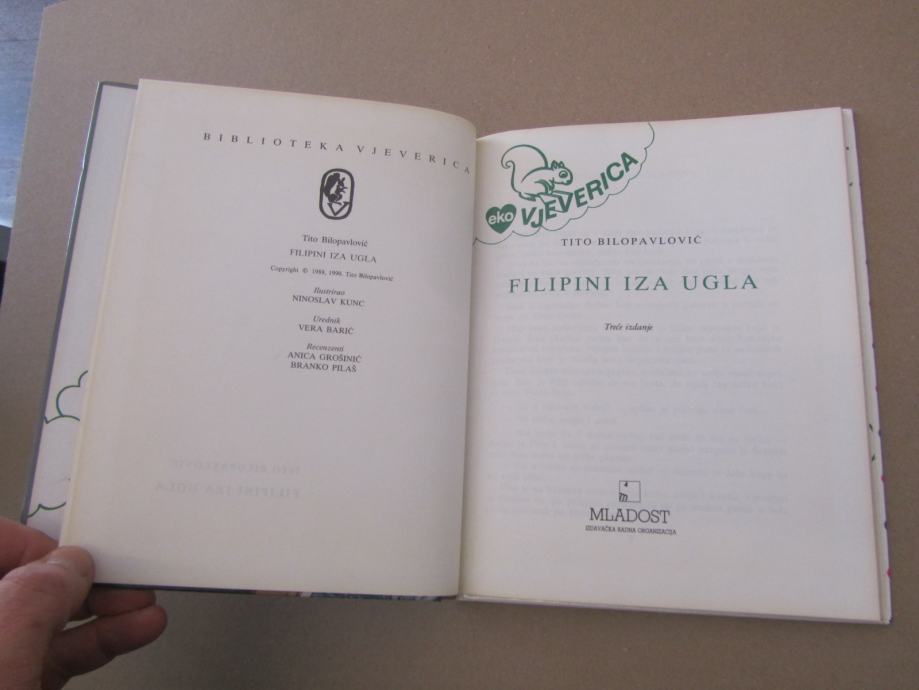 BIBLIOTEKA VJEVERICA
Tito Bilopavlović
FILIPINI IZA UGLA
Copyright © 1989, 1990. Tito Bilopavlović
Ilustrirao
NINOSLAV KUNC
Urednik
VERA BARIĆ
Recenzenti
ANICA GROŠINIĆ
BRANKO PILAŠ
eko VJEVERICA
TITO BILOPAVLOVIĆ
FILIPINI IZA UGLA
Treće izdanje
MLADOST
IZDAVAČKA RADNA ORGANIZACIJA